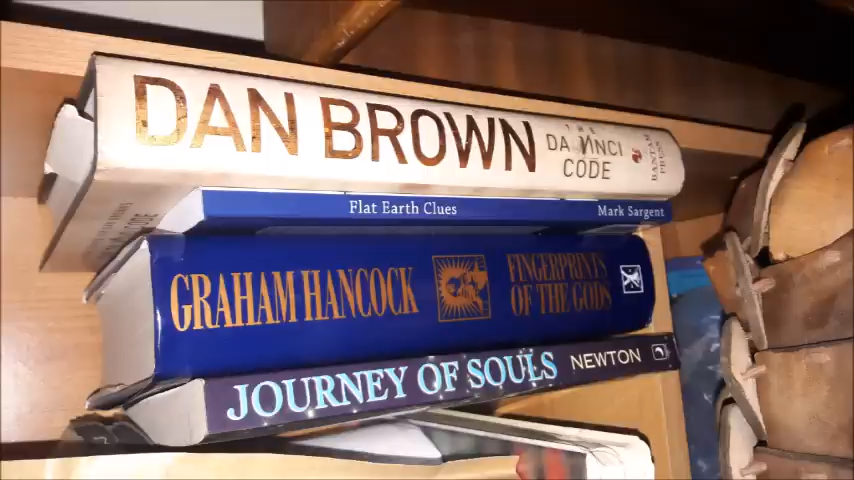 DAN BROWN
THE
DA VINCI
CODE
BANTAM
PRESS
Flat Earth Clues
Mark Sargent
GRAHAM HANCOCK
FINGERPRINTS
OF THE GODS
JOURNEY OF SOULS
NEWTON